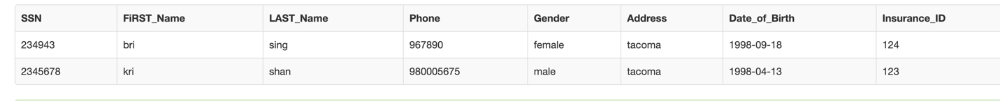 SSN FiRST_Name LAST_Name Phone Gender Address Date_of_Birth Insurance_ID
234943 bri sing 967890 female tacoma 1998-09-18 124
2345678 kri shan 980005675 male tacoma 1998-04-13 123